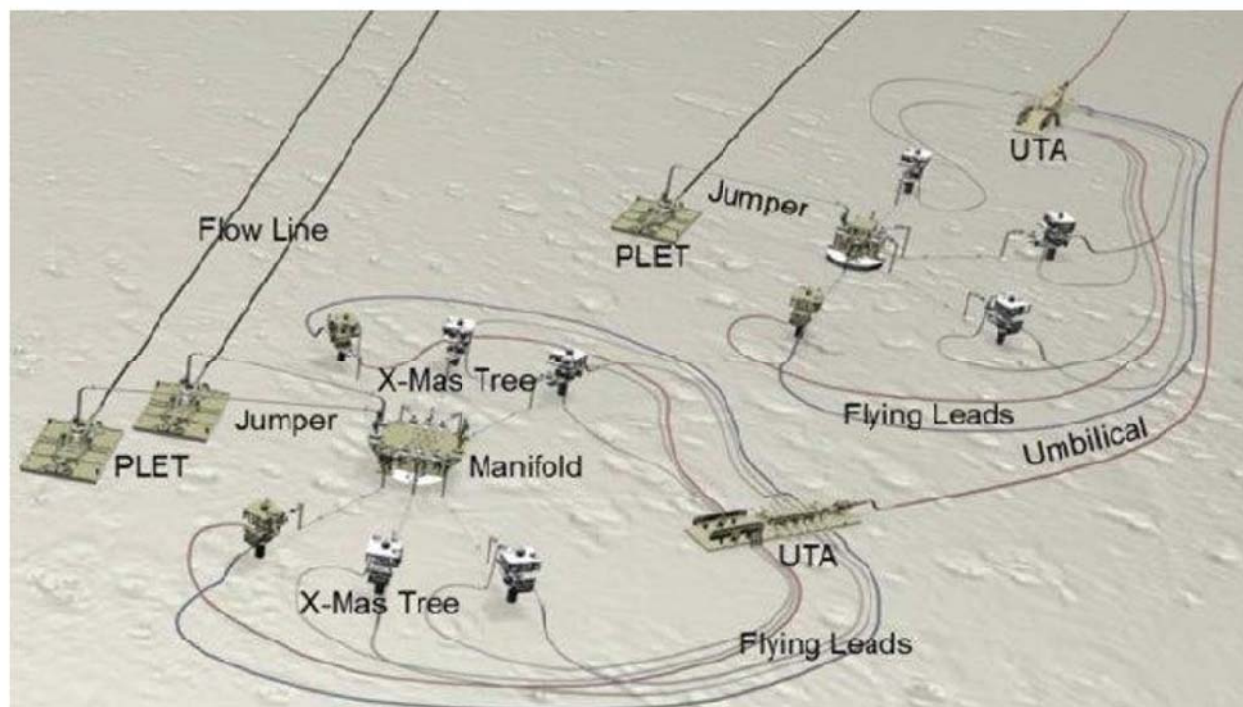 UTA
Jumper
Flow Line
PLET
X-Mas Tree
Flying Leads
Jumper
Umbilical
PLET
Manifold
UTA
X-Mas Tree
Flying Leads